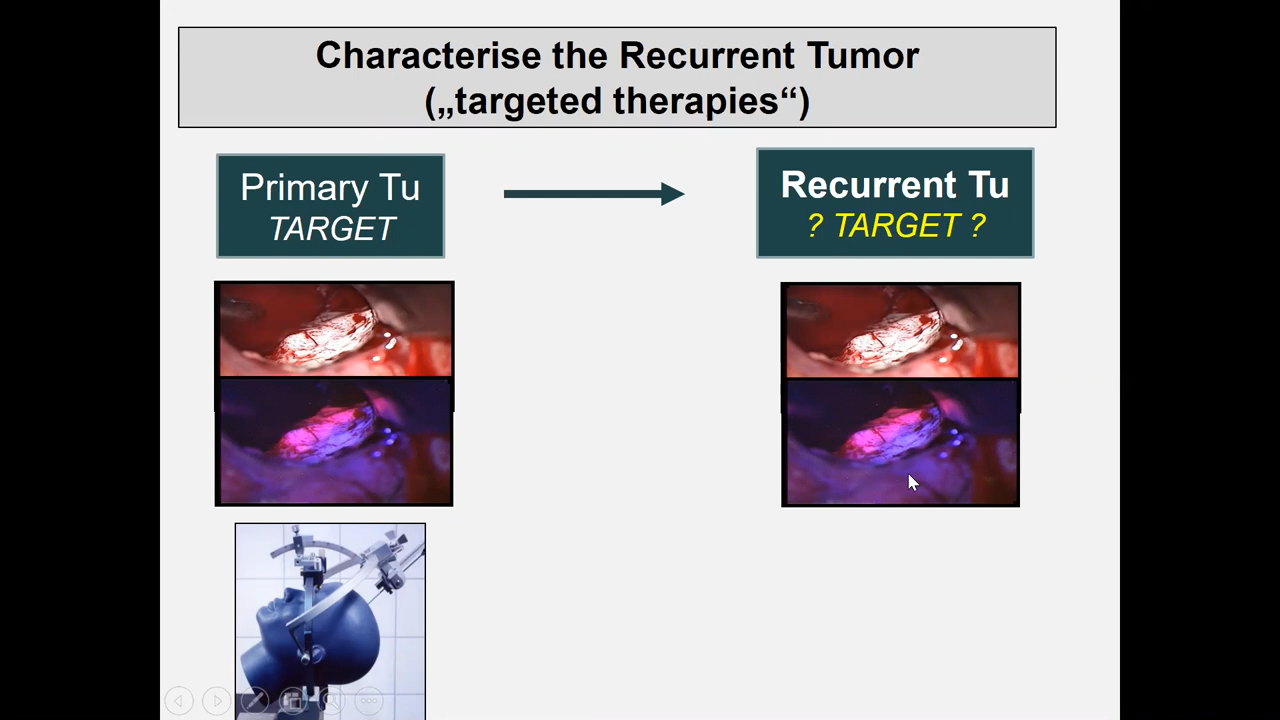 Characterise the Recurrent Tumor
(„targeted therapies“)
Primary Tu
TARGET
Recurrent Tu
? TARGET ?